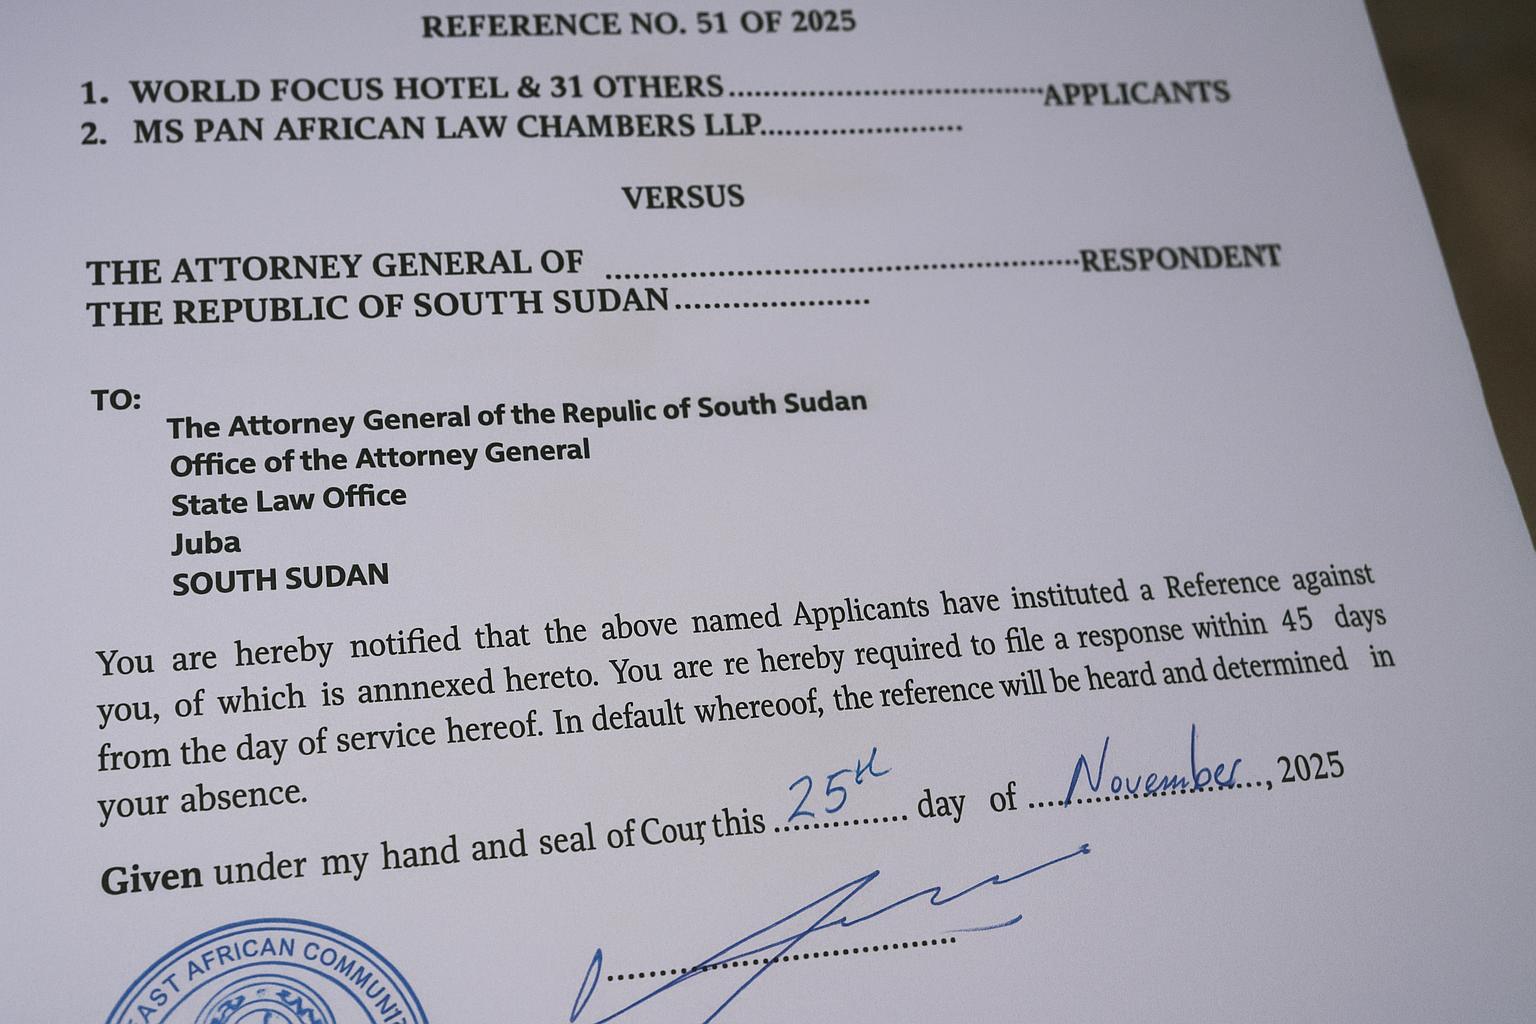 REFERENCE NO. 51 OF 2025
1. WORLD FOCUS HOTEL & 31 OTHERS........................................APPLICANTS
2. MS PAN AFRICAN LAW CHAMBERS LLP......................
VERSUS
THE ATTORNEY GENERAL OF ............................................................RESPONDENT
THE REPUBLIC OF SOUTH SUDAN.....................
TO:
The Attorney General of the Repulic of South Sudan
Office of the Attorney General
State Law Office
Juba
SOUTH SUDAN
You are hereby notified that the above named Applicants have instituted a Reference against
you, of which is annnexed hereto. You are re hereby required to file a response within 45 days
from the day of service hereof. In default whereoof, the reference will be heard and determined in
your absence.
Given under my hand and seal of Cour this 25th day of November, 2025
EAST AFRICAN COMMUNIT